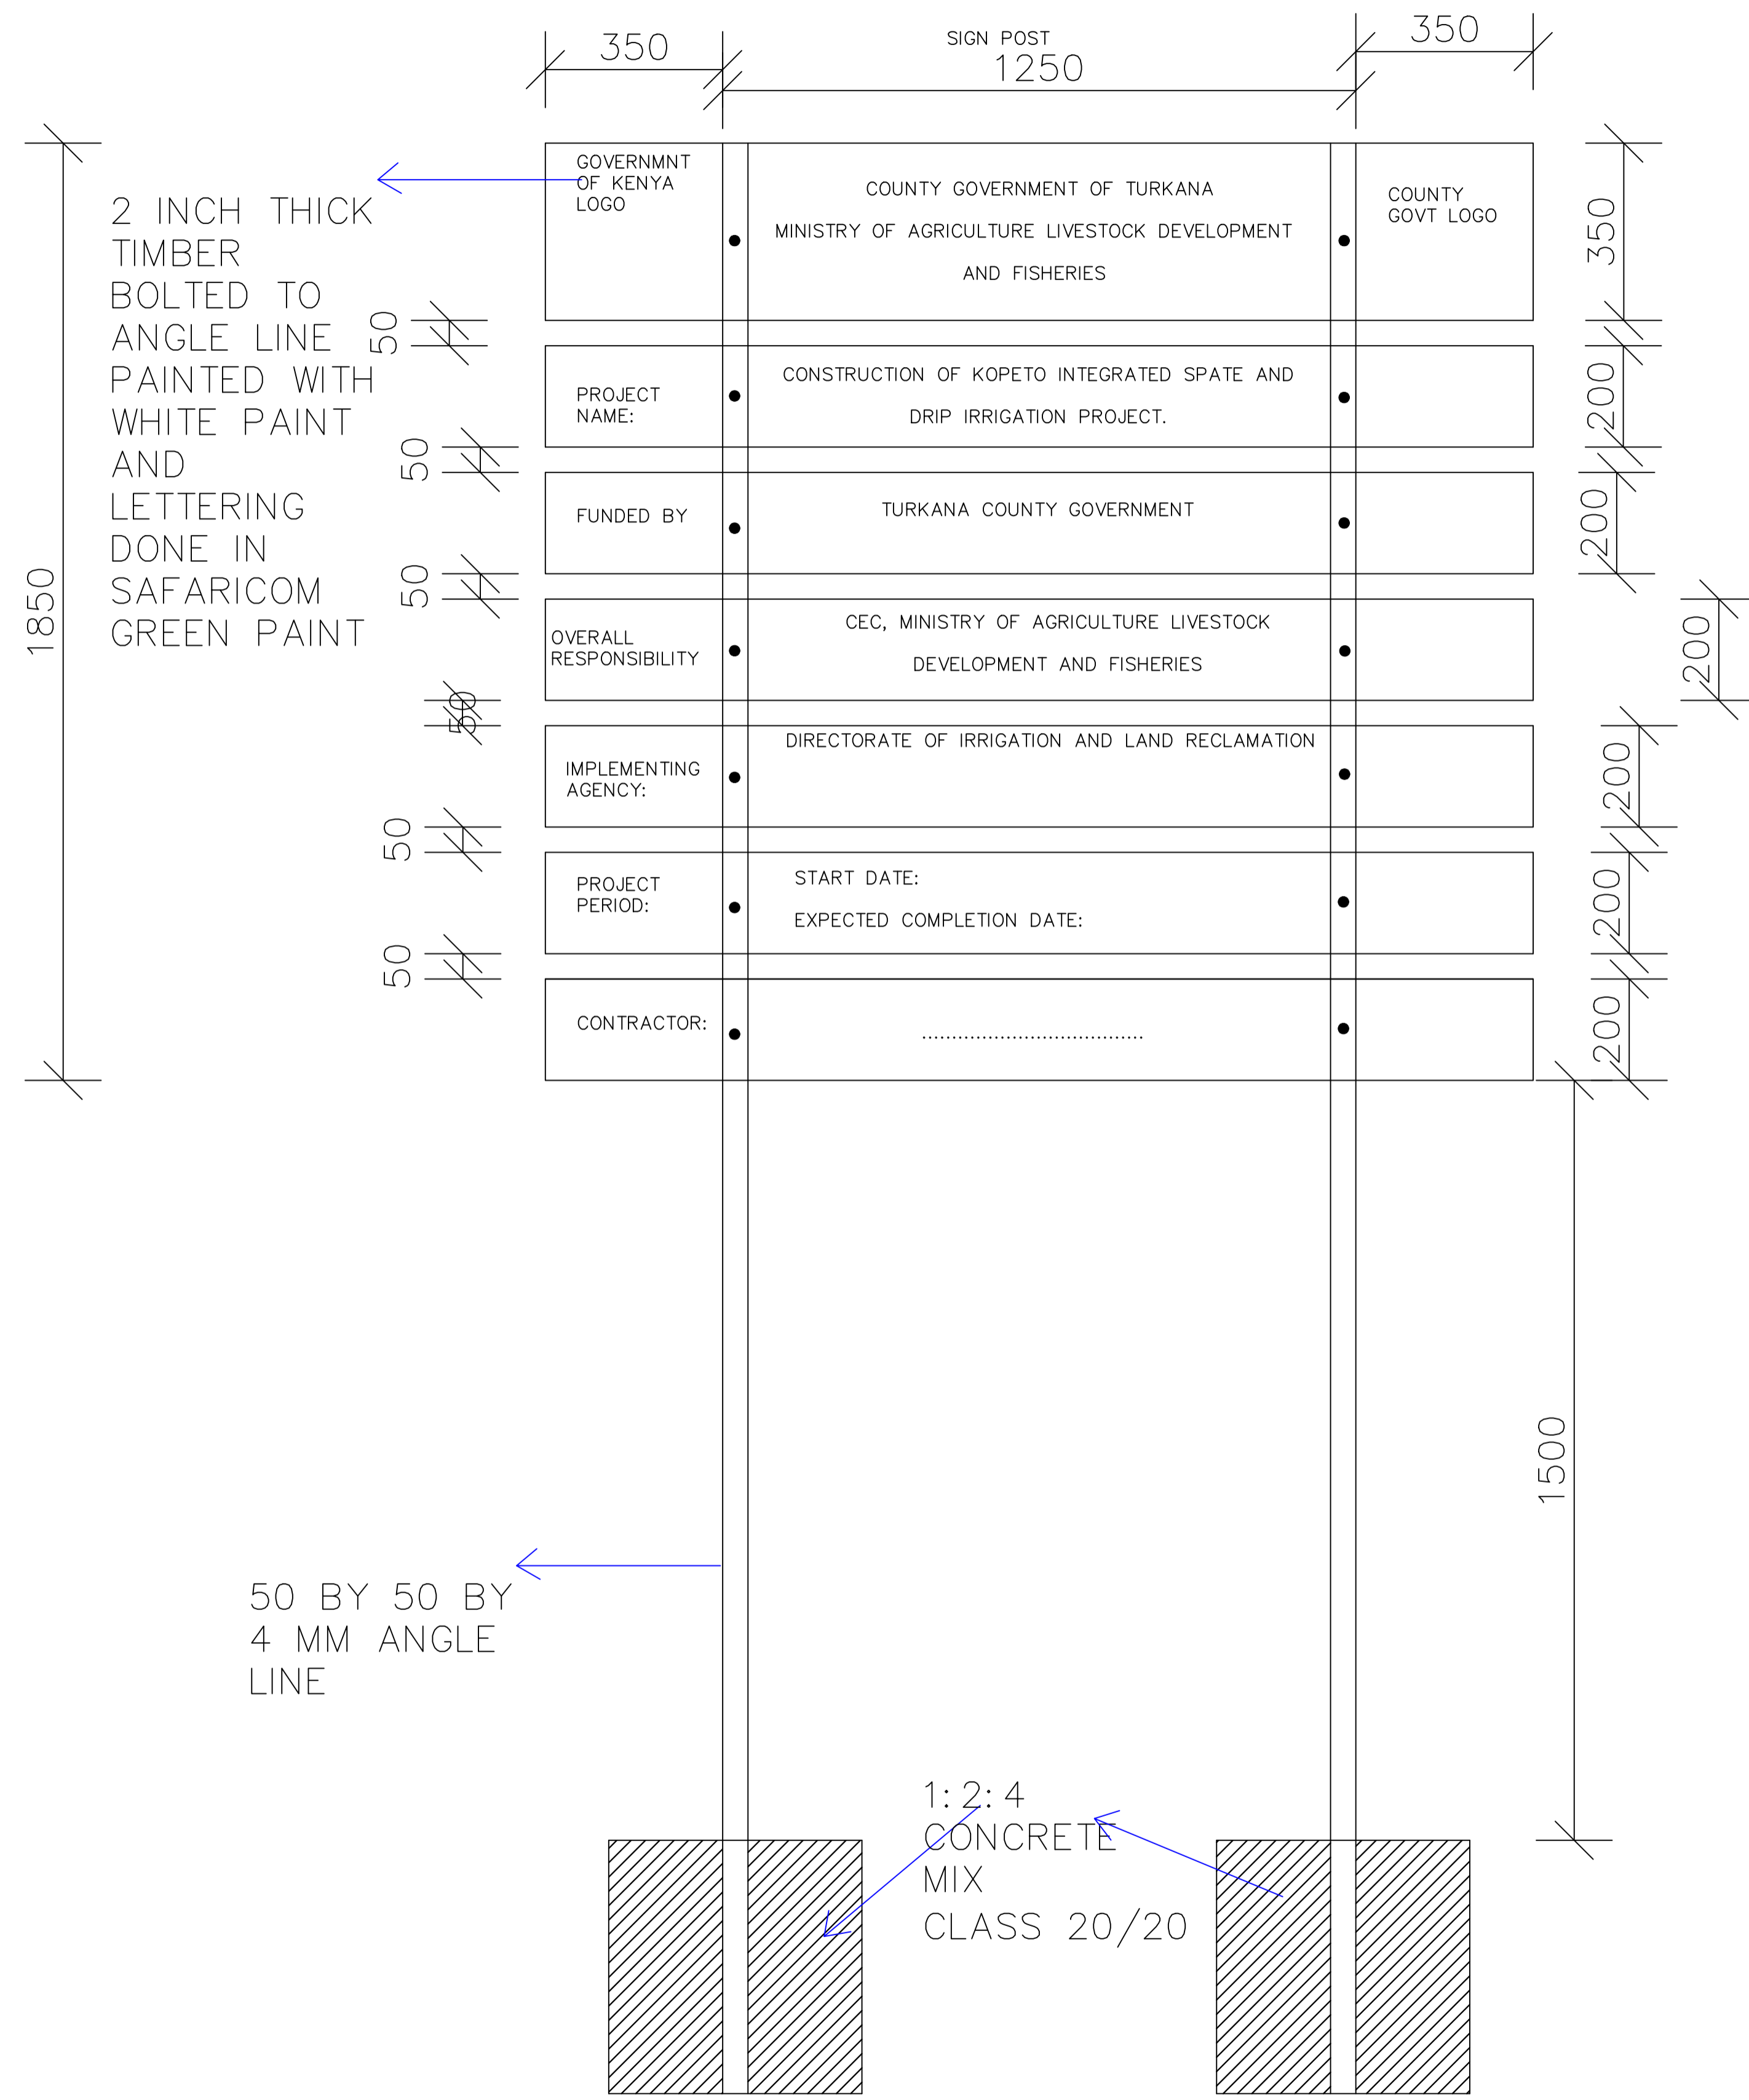 SIGN POST
350
1250
350
2 INCH THICK
TIMBER
BOLTED TO
ANGLE LINE
PAINTED WITH
WHITE PAINT
AND
LETTERING
DONE IN
SAFARICOM
GREEN PAINT
1850
GOVERNMNT
OF KENYA
LOGO
COUNTY GOVERNMENT OF TURKANA
MINISTRY OF AGRICULTURE LIVESTOCK DEVELOPMENT
AND FISHERIES
COUNTY
GOVT LOGO
350
50
PROJECT
NAME:
CONSTRUCTION OF KOPETO INTEGRATED SPATE AND
DRIP IRRIGATION PROJECT.
200
50
FUNDED BY
TURKANA COUNTY GOVERNMENT
200
50
OVERALL
RESPONSIBILITY
CEC, MINISTRY OF AGRICULTURE LIVESTOCK
DEVELOPMENT AND FISHERIES
200
50
IMPLEMENTING
AGENCY:
DIRECTORATE OF IRRIGATION AND LAND RECLAMATION
200
50
PROJECT
PERIOD:
START DATE:
EXPECTED COMPLETION DATE:
200
50
CONTRACTOR:
.....................................
200
1500
50 BY 50 BY
4 MM ANGLE
LINE
1:2:4
CONCRETE
MIX
CLASS 20/20